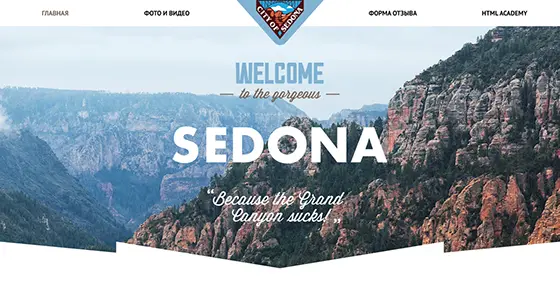 ГЛАВНАЯ
ФОТО И ВИДЕО
CITY OF SEDONA
ФОРМА ОТЗЫВА
HTML ACADEMY
WELCOME
to the gorgeous
SEDONA
“Because the Grand
Canyon sucks!„